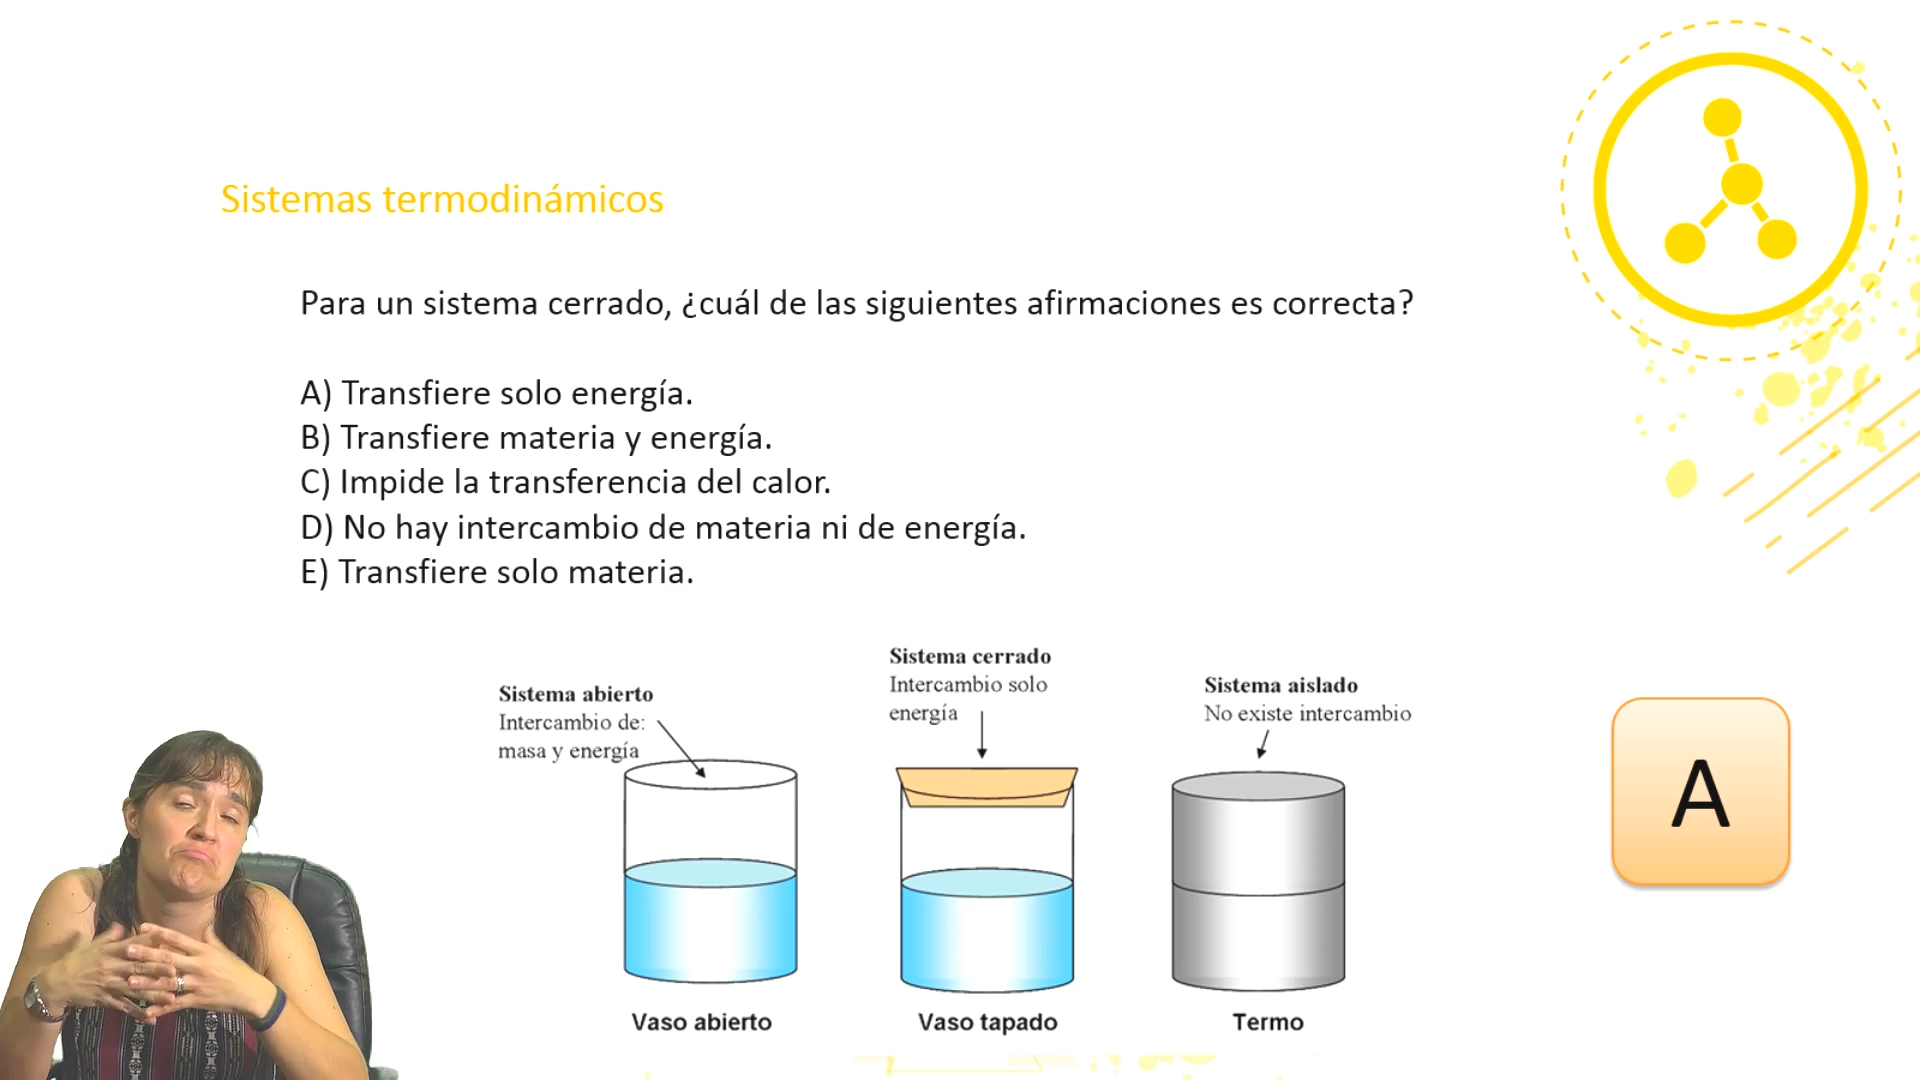 Sistemas termodinámicos
Para un sistema cerrado, ¿cuál de las siguientes afirmaciones es correcta?
A) Transfiere solo energía.
B) Transfiere materia y energía.
C) Impide la transferencia del calor.
D) No hay intercambio de materia ni de energía.
E) Transfiere solo materia.
Sistema abierto
Intercambio de:
masa y energía
Sistema cerrado
Intercambio solo
energía
Sistema aislado
No existe intercambio
A
Vaso abierto
Vaso tapado
Termo